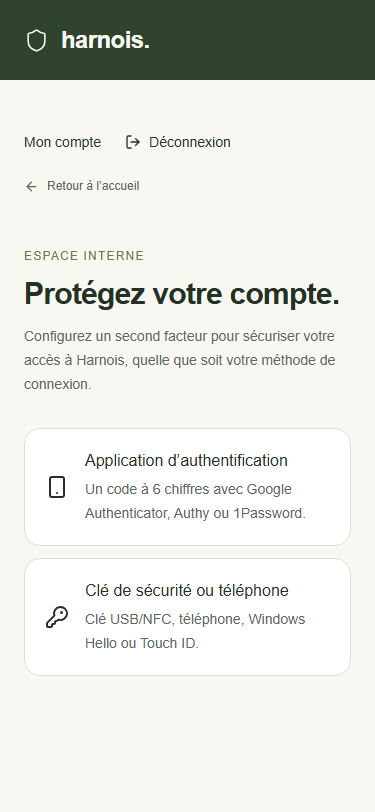 harnois.
Mon compte
Déconnexion
Retour à l'accueil
ESPACE INTERNE
Protégez votre compte.
Configurez un second facteur pour sécuriser votre
accès à Harnois, quelle que soit votre méthode de
connexion.
Application d’authentification
Un code à 6 chiffres avec Google
Authenticator, Authy ou 1Password.
Clé de sécurité ou téléphone
Clé USB/NFC, téléphone, Windows
Hello ou Touch ID.